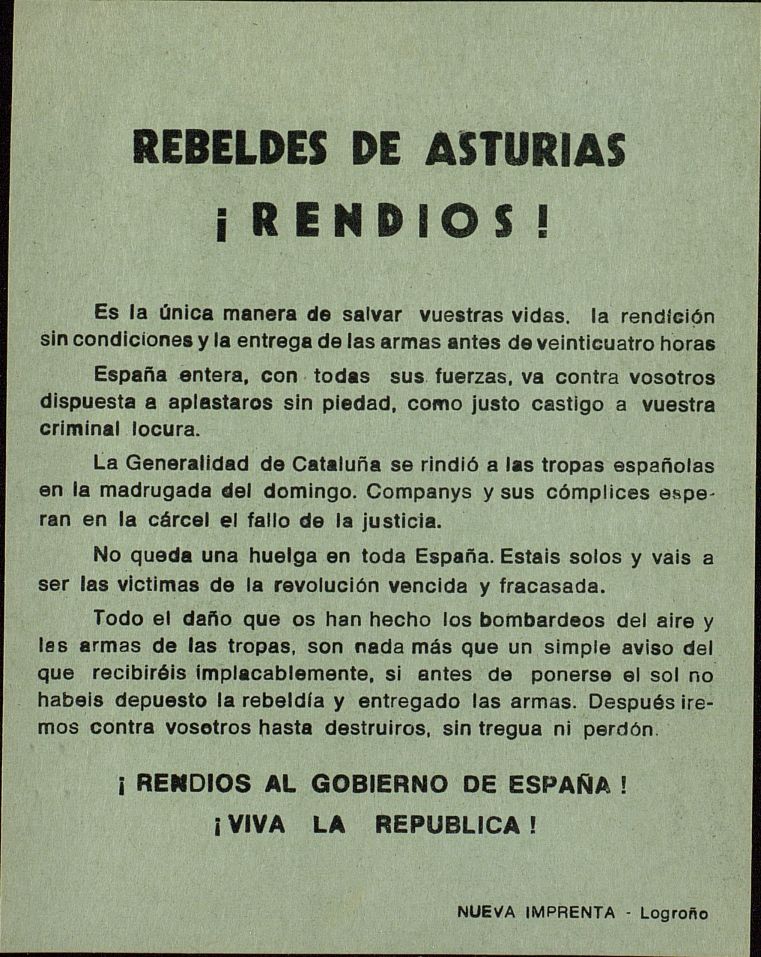 REBELDES DE ASTURIAS
¡RENDIOS!
Es la única manera de salvar vuestras vidas, la rendición
sin condiciones y la entrega de las armas antes de veinticuatro horas
España entera, con todas sus fuerzas, va contra vosotros
dispuesta a aplastaros sin piedad, como justo castigo a vuestra
criminal locura.
La Generalidad de Cataluña se rindió a las tropas españolas
en la madrugada del domingo. Companys y sus cómplices espe-
ran en la cárcel el fallo de la justicia.
No queda una huelga en toda España. Estais solos y vais a
ser las victimas de la revolución vencida y fracasada.
Todo el daño que os han hecho los bombardeos del aire y
las armas de las tropas, son nada más que un simple aviso del
que recibiréis implacablemente, si antes de ponerse el sol no
habeis depuesto la rebeldía y entregado las armas. Después ire-
mos contra vosotros hasta destruiros, sin tregua ni perdón.
¡ RENDIOS AL GOBIERNO DE ESPAÑA !
¡ VIVA LA REPUBLICA !
NUEVA IMPRENTA - Logroño